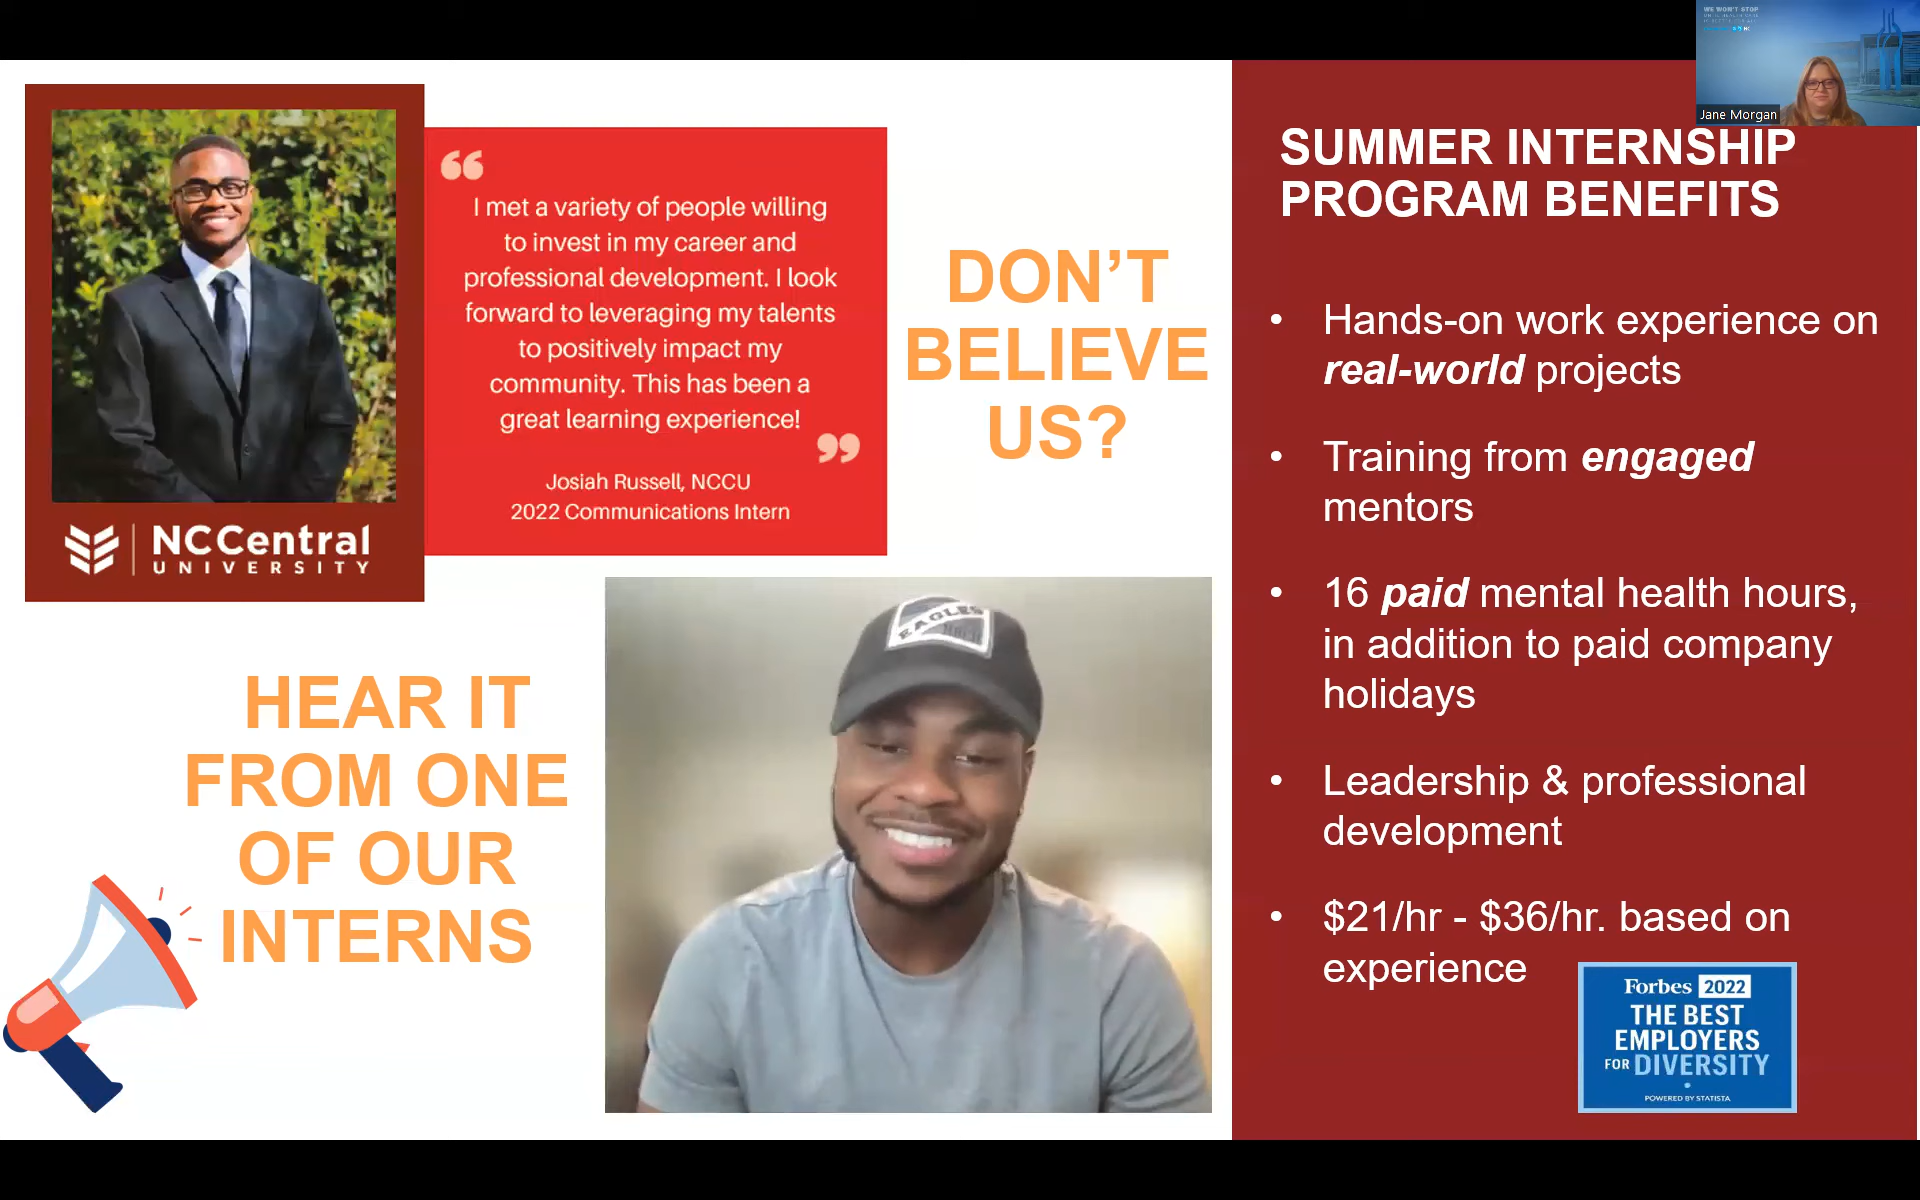 WE WON'T STOP
Jane Morgan
NCCentral
UNIVERSITY
“
I met a variety of people willing
to invest in my career and
professional development. I look
forward to leveraging my talents
to positively impact my
community. This has been a
great learning experience!
”
Josiah Russell, NCCU
2022 Communications Intern
DON’T
BELIEVE
US?
HEAR IT
FROM ONE
OF OUR
INTERNS
EAGLES
SUMMER INTERNSHIP
PROGRAM BENEFITS
• Hands-on work experience on
real-world projects
• Training from engaged
mentors
• 16 paid mental health hours,
in addition to paid company
holidays
• Leadership & professional
development
• $21/hr - $36/hr. based on
experience
Forbes 2022
THE BEST
EMPLOYERS
FOR DIVERSITY
POWERED BY STATISTA